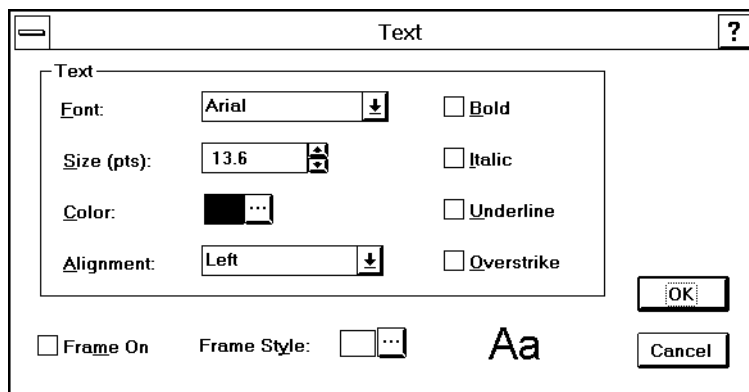 Text ?
Text
Font: Arial Bold
Size (pts): 13.6 Italic
Color: ... Underline
Alignment: Left Overstrike
OK
Frame On Frame Style: ... Aa Cancel